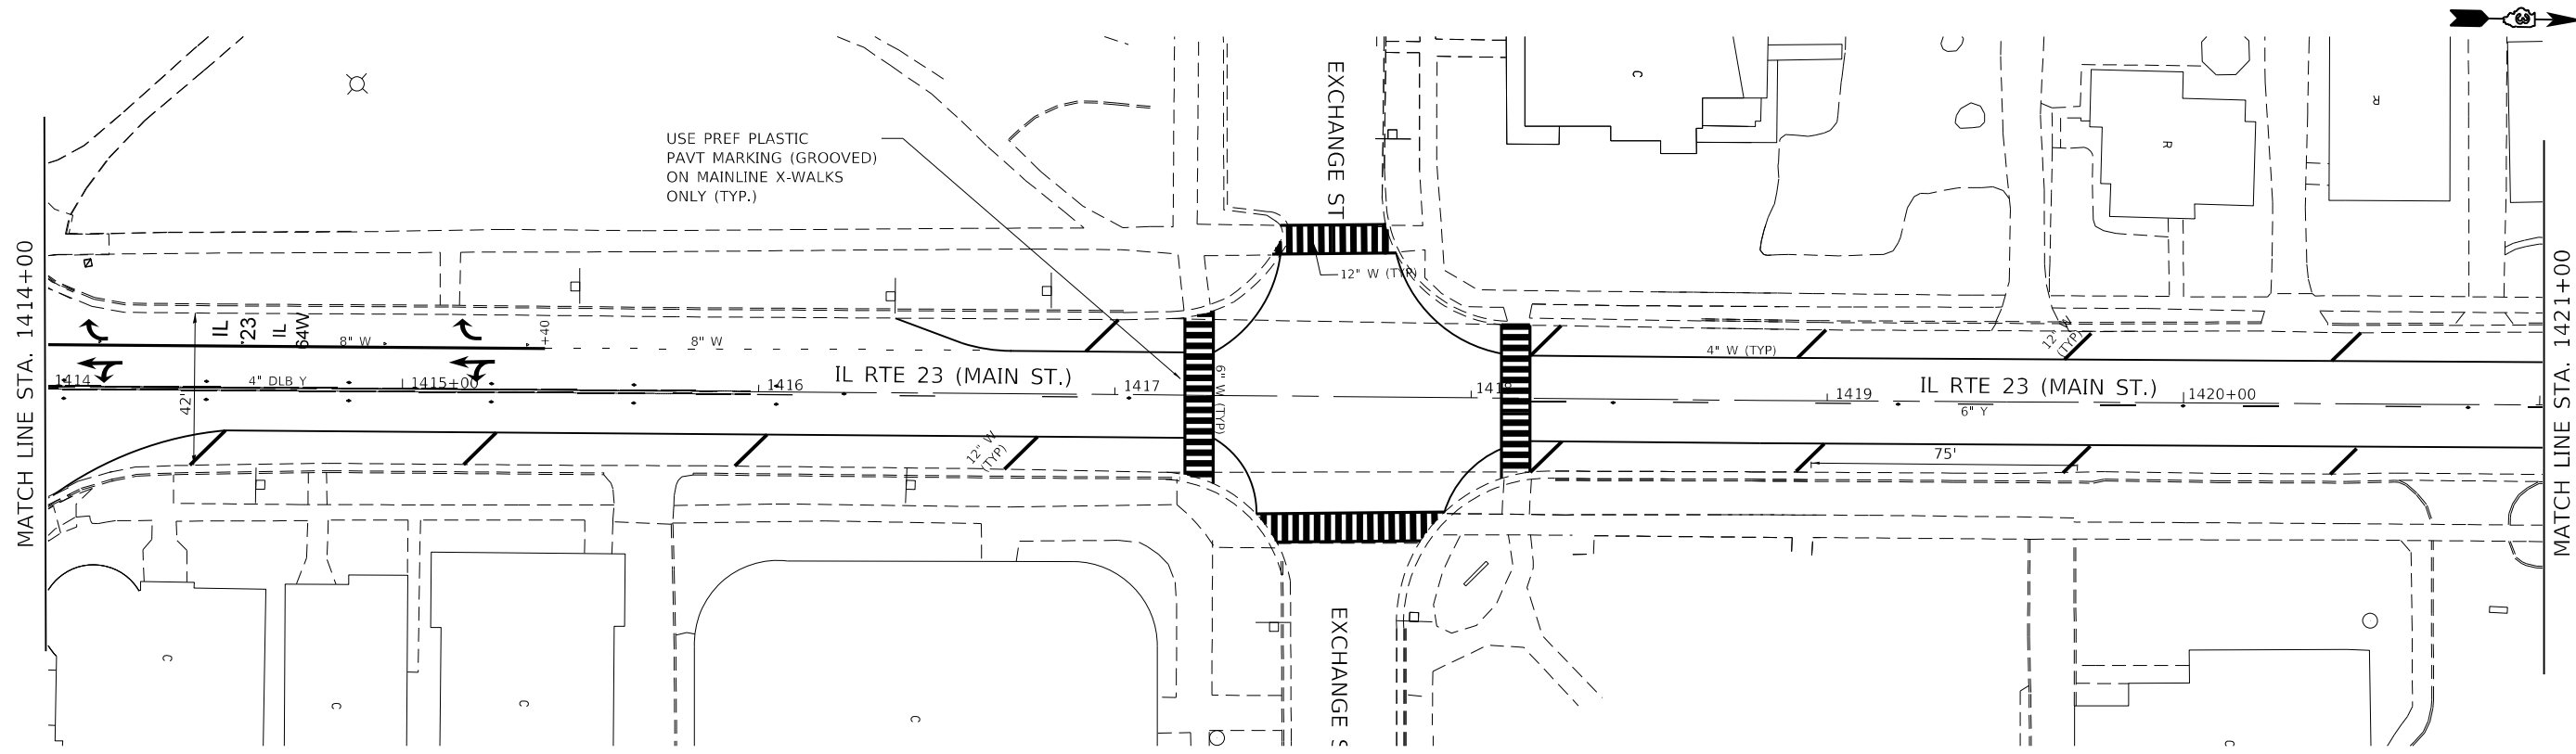 MATCH LINE STA. 1414+00
USE PREF PLASTIC
PAVT MARKING (GROOVED)
ON MAINLINE X-WALKS
ONLY (TYP.)
EXCHANGE ST
C
R
R
12" W (TYP)
IL
23
IL
64W
8" W
+40
8" W
4" W (TYP)
12" W
(TYP)
1414
4" DLB Y
1415+00
1416
IL RTE 23 (MAIN ST.)
1417
6" W (TYP)
1418
1419
IL RTE 23 (MAIN ST.)
1420+00
6" Y
42'
12" W
(TYP)
75'
MATCH LINE STA. 1421+00
EXCHANGE S
C
C
C
C
C